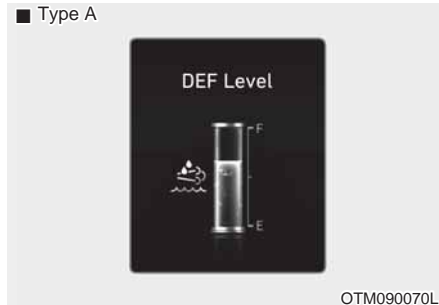 ■ Type A
DEF Level
F
E
OTM090070L